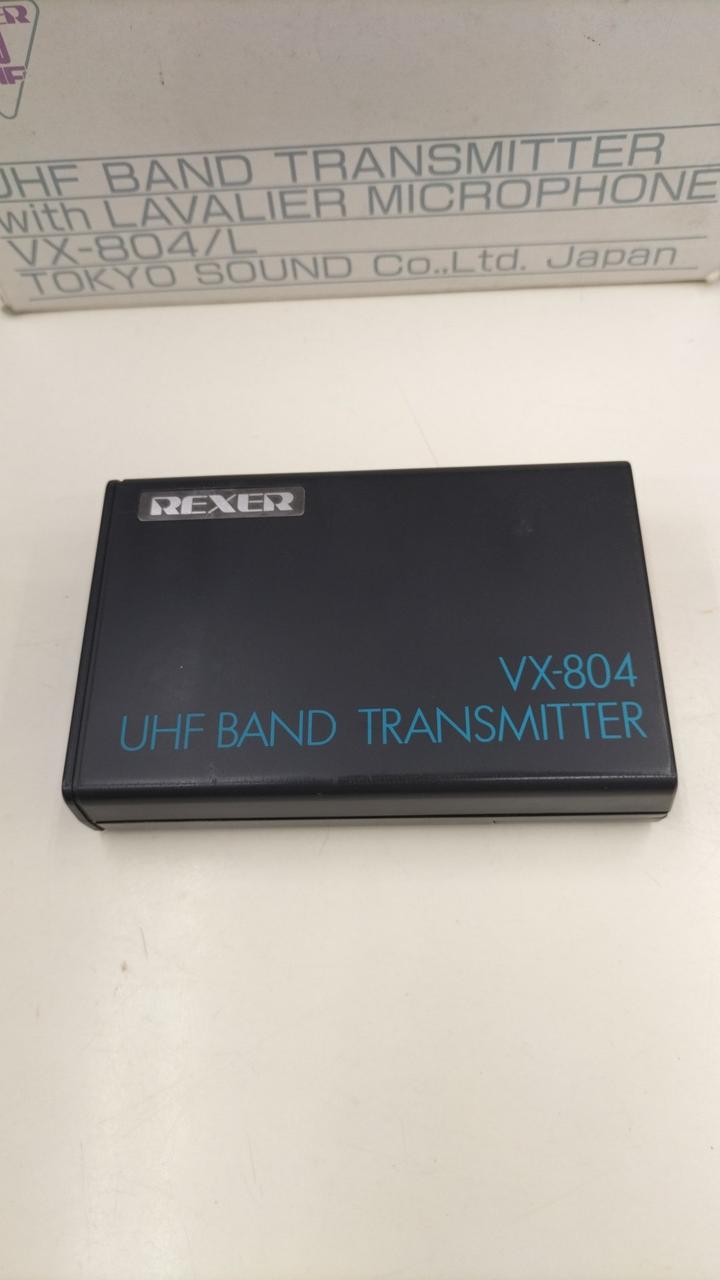 UHF BAND TRANSMITTER
with LAVALIER MICROPHONE
VX-804/L
TOKYO SOUND Co.,Ltd. Japan
REXER
VX-804
UHF BAND TRANSMITTER